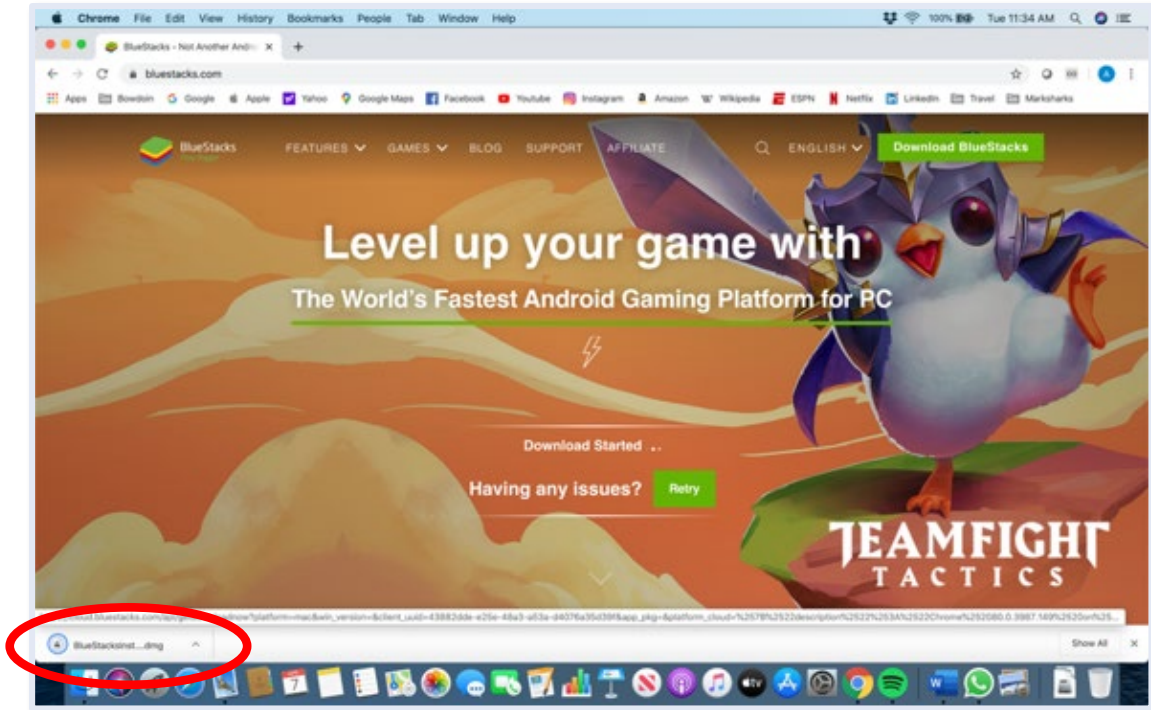 Chrome File Edit View History Bookmarks People Tab Window Help 100% Tue 11:34 AM
BlueStacks - Not Another Andro
bluestacks.com
Apps Bowdoin Google Apple Yahoo Google Maps Facebook Youtube Instagram Amazon Wikipedia ESPN Netflix LinkedIn Travel Marksharks
BlueStacks FEATURES GAMES BLOG SUPPORT AFFILIATE ENGLISH Download BlueStacks
Play Bigger
Level up your game with
The World's Fastest Android Gaming Platform for PC
Download Started ..
Having any issues? Retry
TEAMFIGHT
TACTICS
BlueStacksInst....dmg Show All